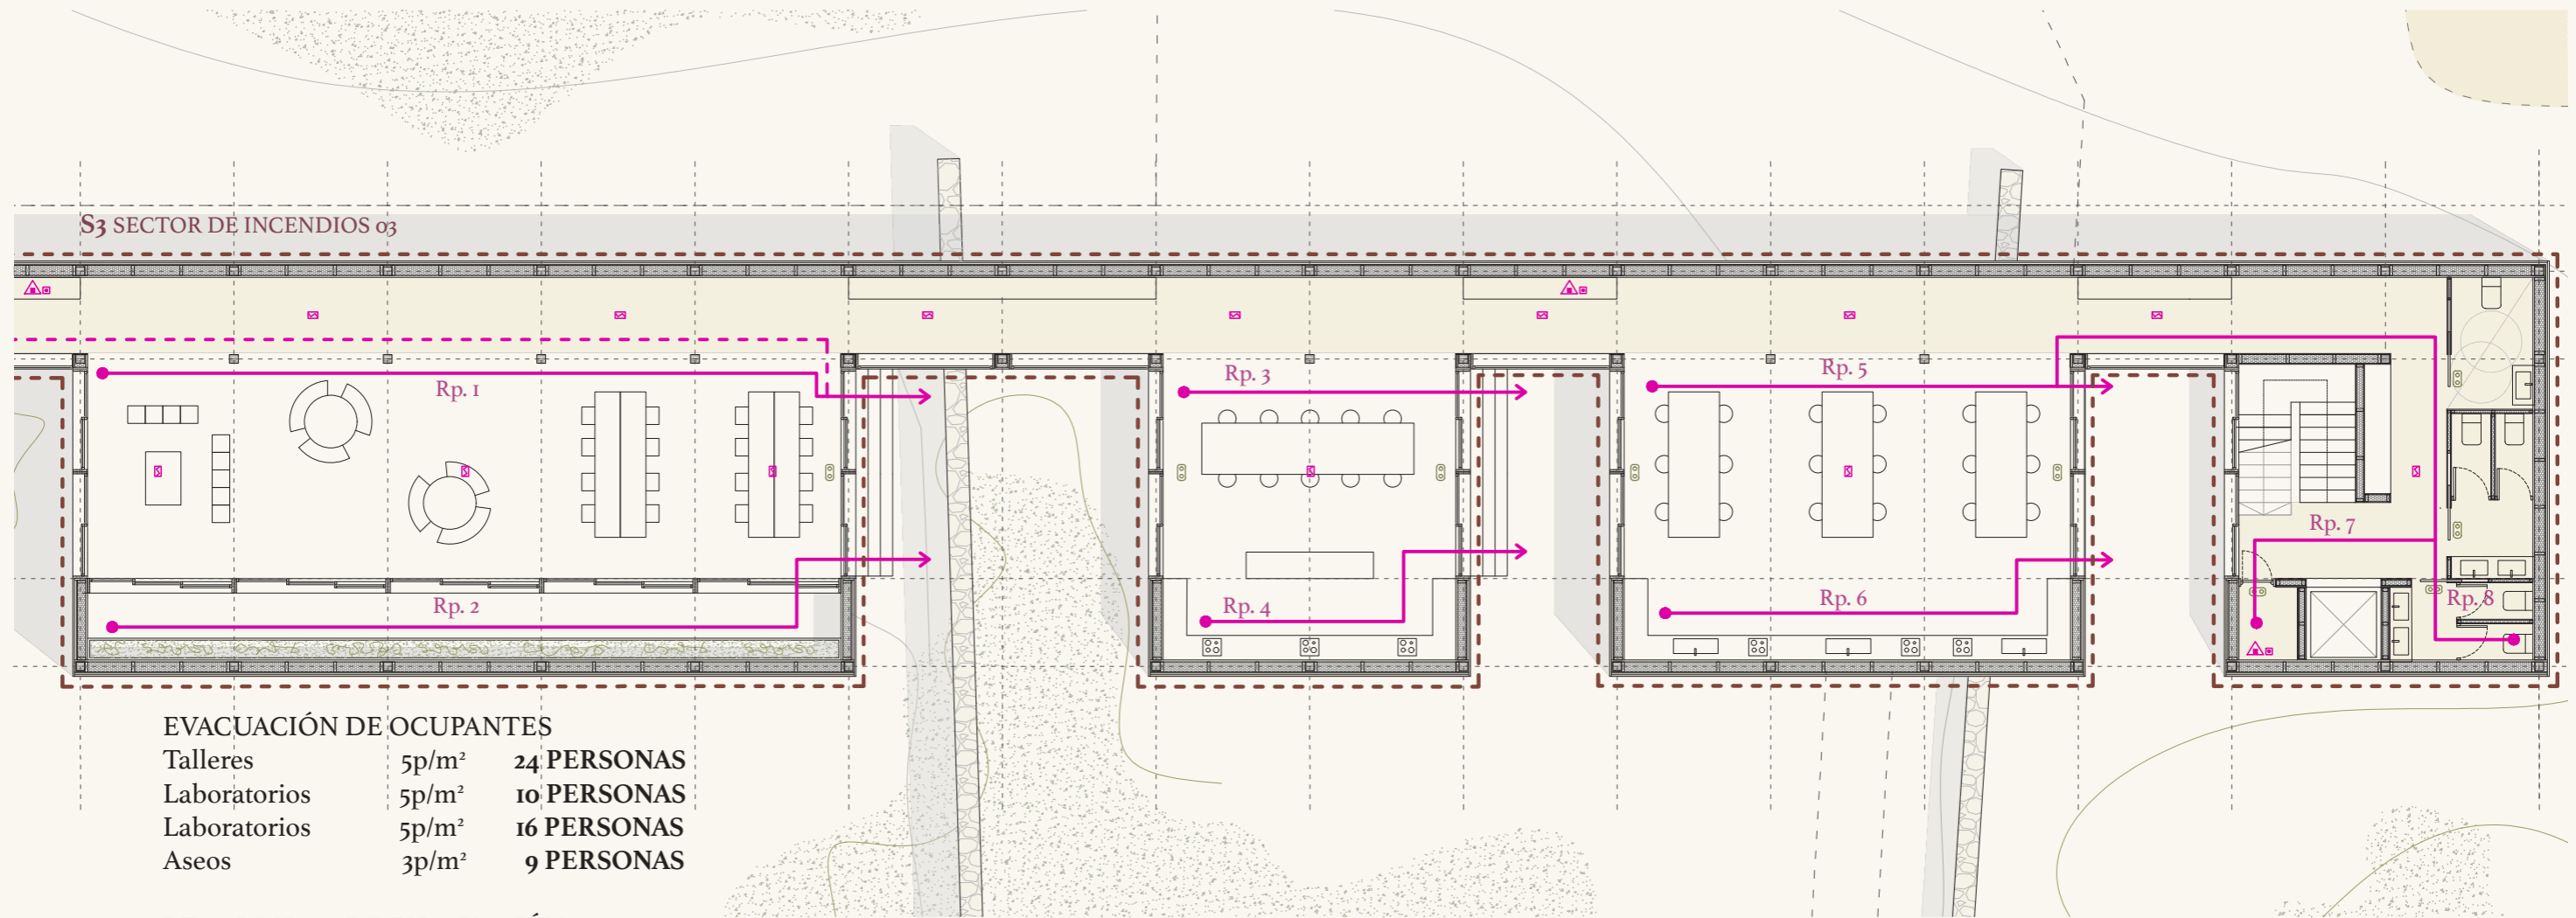 S3 SECTOR DE INCENDIOS 03
Rp. 1
Rp. 3
Rp. 5
Rp. 7
Rp. 2
Rp. 4
Rp. 6
Rp. 8
EVACUACIÓN DE OCUPANTES
Talleres 5p/m² 24 PERSONAS
Laboratorios 5p/m² 10 PERSONAS
Laboratorios 5p/m² 16 PERSONAS
Aseos 3p/m² 9 PERSONAS